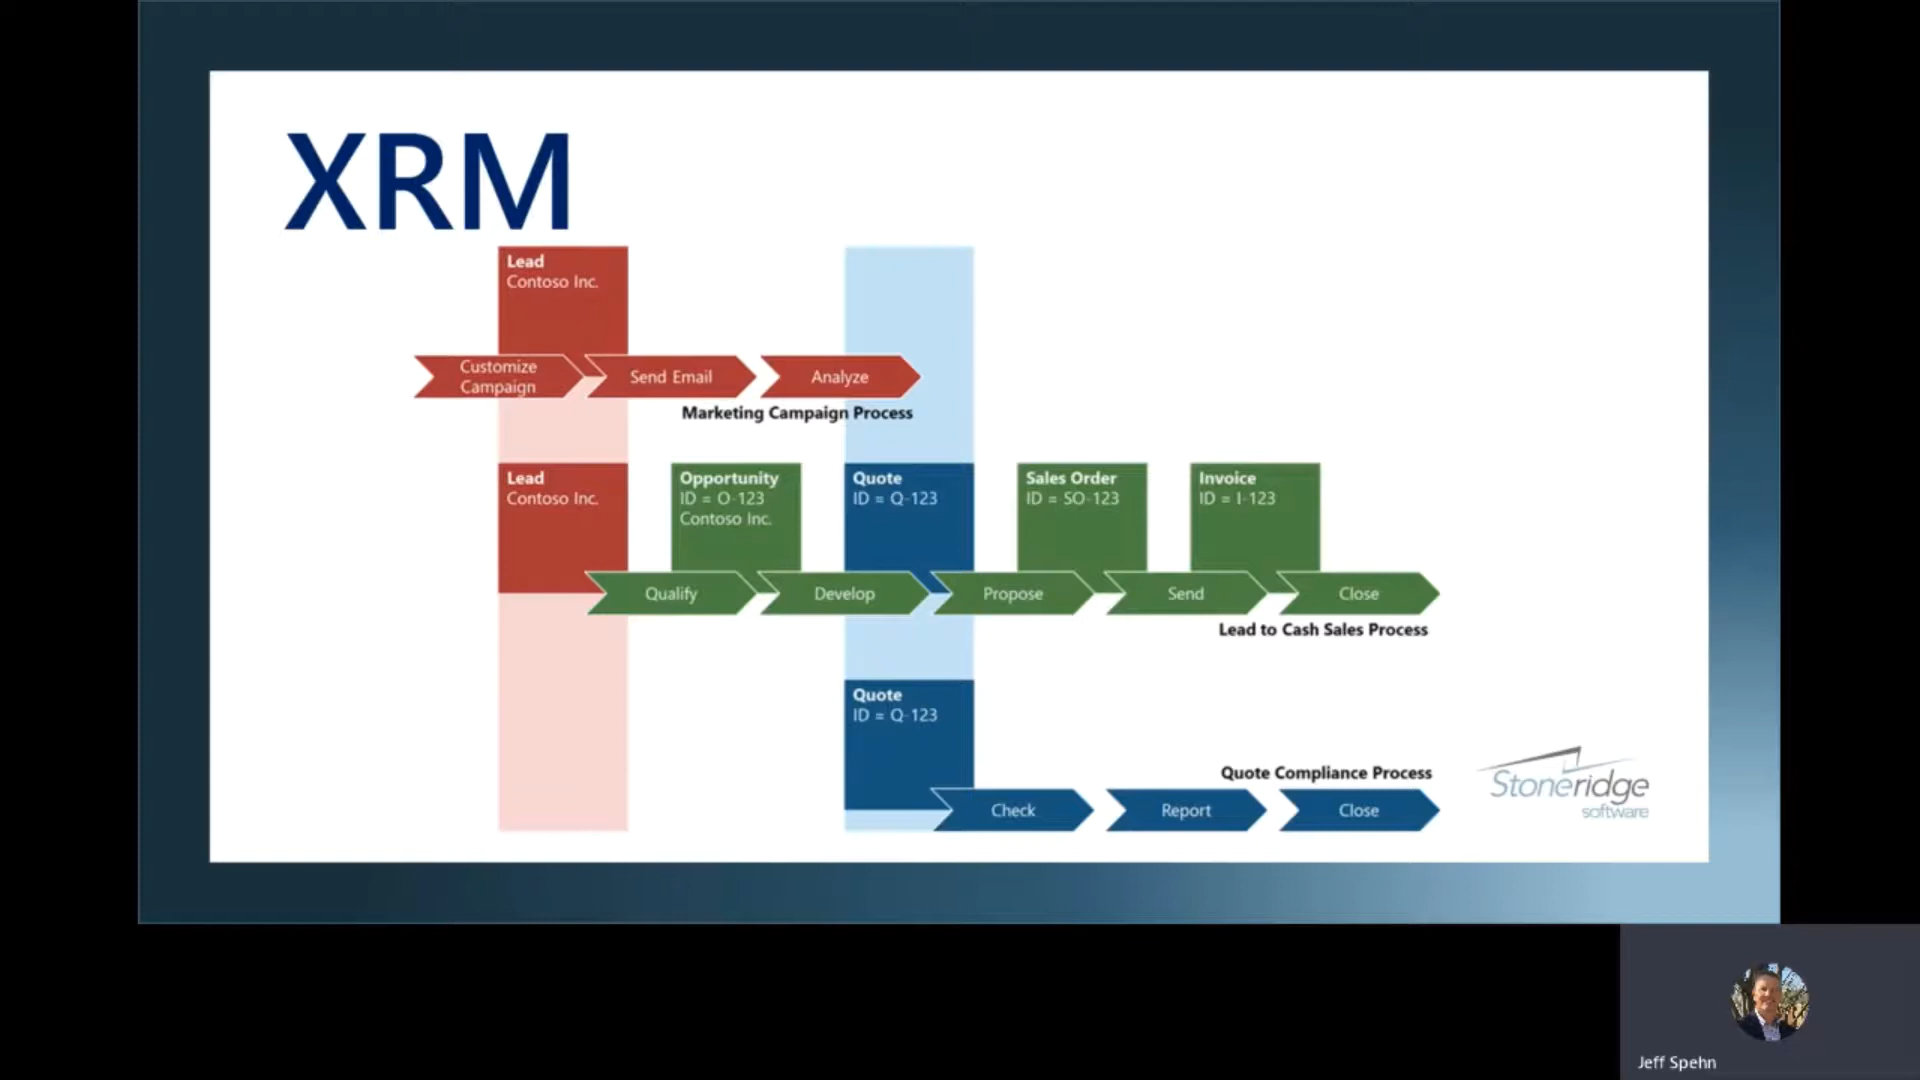 XRM
Lead
Contoso Inc.
Customize
Campaign
Send Email
Analyze
Marketing Campaign Process
Lead
Contoso Inc.
Opportunity
ID = O-123
Contoso Inc.
Quote
ID = Q-123
Sales Order
ID = SO-123
Invoice
ID = I-123
Qualify
Develop
Propose
Send
Close
Lead to Cash Sales Process
Quote
ID = Q-123
Quote Compliance Process
Check
Report
Close
Stoneridge
software
Jeff Spehn